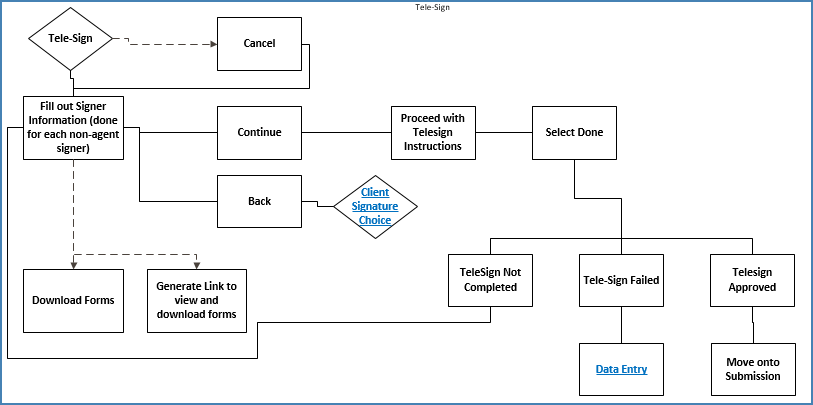 Tele-Sign
Tele-Sign
Cancel
Fill out Signer
Information (done
for each non-agent
signer)
Continue
Proceed with
Telesign
Instructions
Select Done
Back
Client
Signature
Choice
Download Forms
Generate Link to
view and
download forms
TeleSign Not
Completed
Tele-Sign Failed
Telesign
Approved
Data Entry
Move onto
Submission